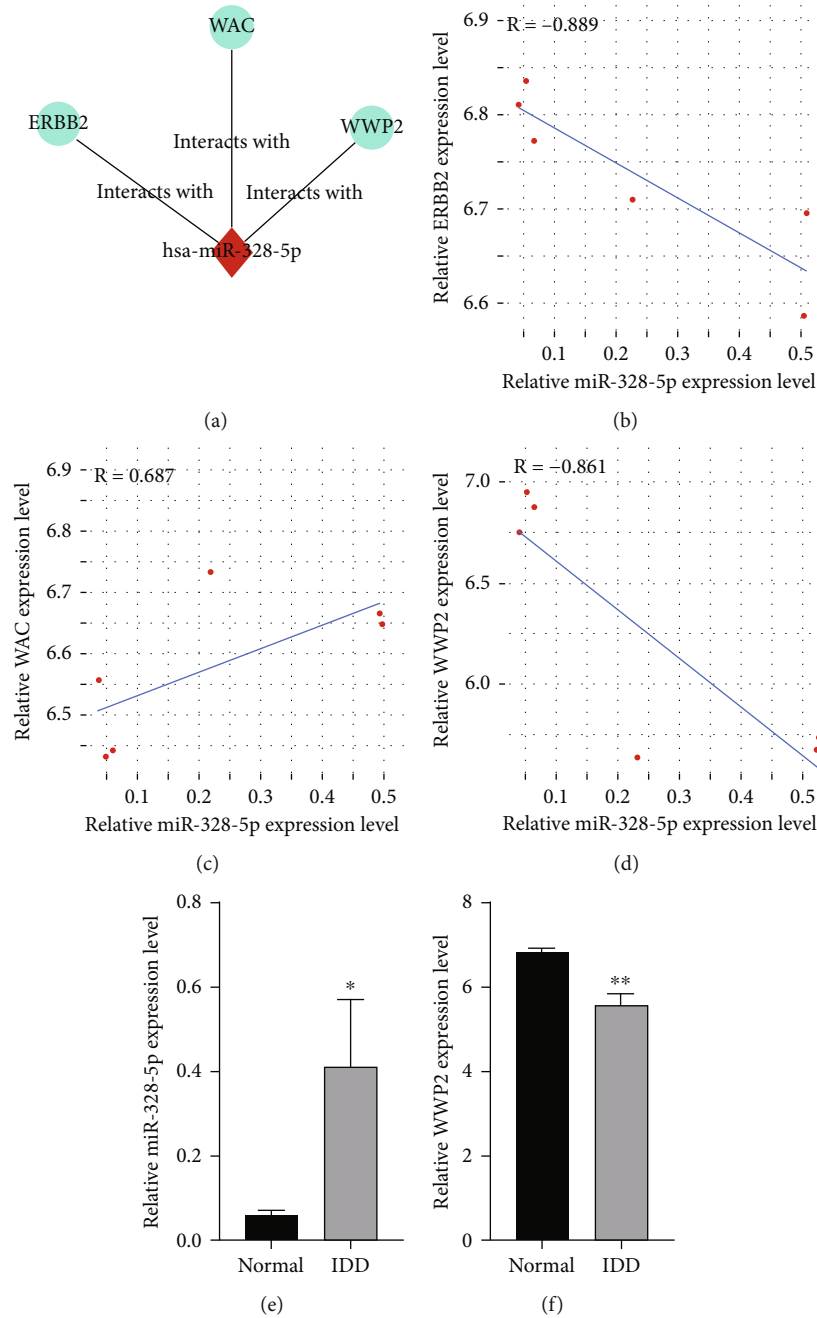 WAC
ERBB2
WWP2
Interacts with
Interacts with
Interacts with
hsa-miR-328-5p
(a)
R = −0.889
Relative ERBB2 expression level
6.9
6.8
6.7
6.6
0.1 0.2 0.3 0.4 0.5
Relative miR-328-5p expression level
(b)
R = 0.687
Relative WAC expression level
6.9
6.8
6.7
6.6
6.5
0.1 0.2 0.3 0.4 0.5
Relative miR-328-5p expression level
(c)
R = −0.861
Relative WWP2 expression level
7.0
6.5
6.0
0.1 0.2 0.3 0.4 0.5
Relative miR-328-5p expression level
(d)
Relative miR-328-5p expression level
0.8
0.6
0.4
0.2
0.0
*
Normal IDD
(e)
Relative WWP2 expression level
8
6
4
2
0
**
Normal IDD
(f)